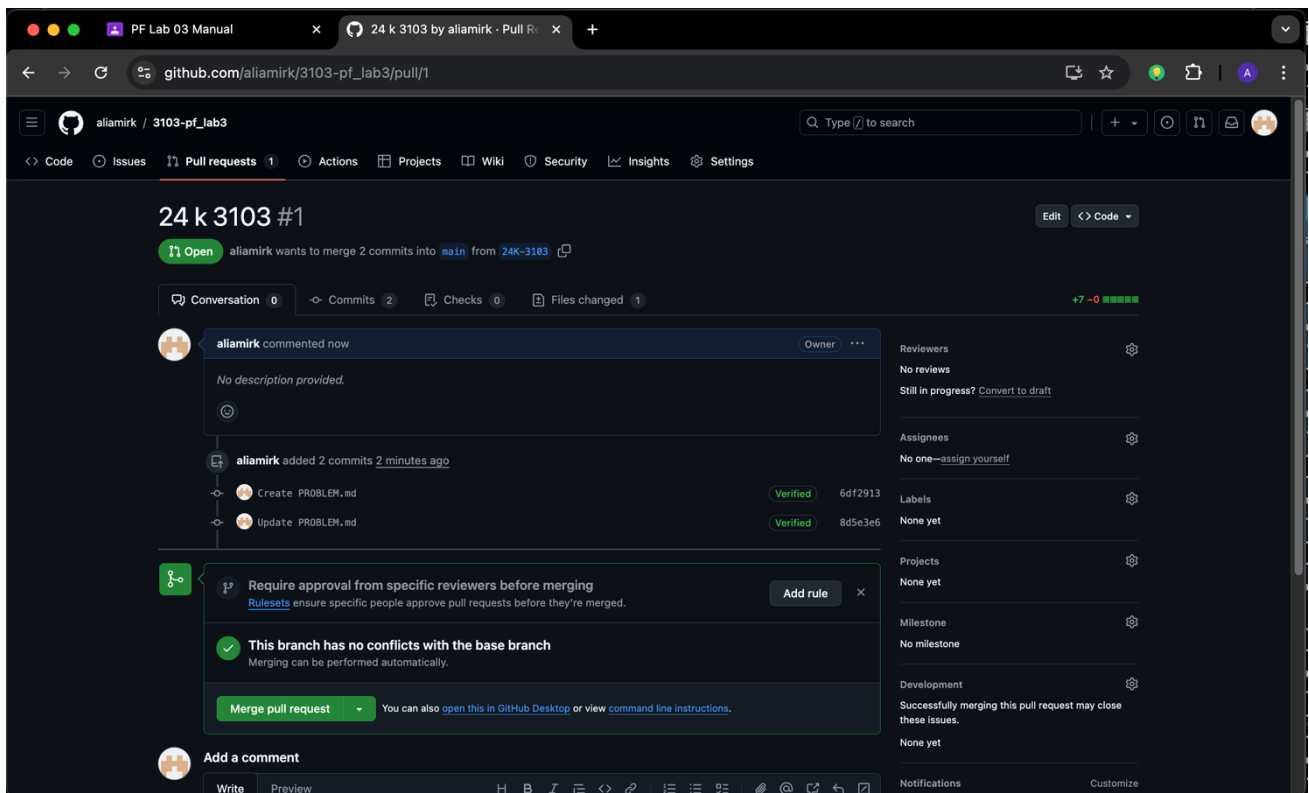 PF Lab 03 Manual
24 k 3103 by aliamirk · Pull Re
github.com/aliamirk/3103-pf_lab3/pull/1
A
aliamirk / 3103-pf_lab3
Type / to search
Code Issues Pull requests 1 Actions Projects Wiki Security Insights Settings
24 k 3103 #1
Edit <> Code
Open aliamirk wants to merge 2 commits into main from 24K-3103
Conversation 0 Commits 2 Checks 0 Files changed 1
+7 −0
aliamirk commented now Owner ...
No description provided.
aliamirk added 2 commits 2 minutes ago
Create PROBLEM.md Verified 6df2913
Update PROBLEM.md Verified 8d5e3e6
Require approval from specific reviewers before merging
Rulesets ensure specific people approve pull requests before they're merged.
Add rule
This branch has no conflicts with the base branch
Merging can be performed automatically.
Merge pull request You can also open this in GitHub Desktop or view command line instructions.
Add a comment
Write Preview H B I
Reviewers
No reviews
Still in progress? Convert to draft
Assignees
No one—assign yourself
Labels
None yet
Projects
None yet
Milestone
No milestone
Development
Successfully merging this pull request may close
these issues.
None yet
Notifications Customize